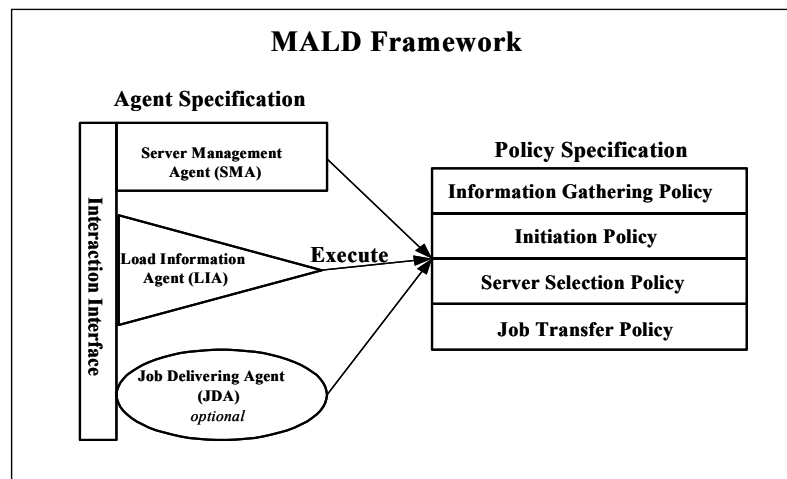 MALD Framework
Agent Specification
Interaction Interface
Server Management
Agent (SMA)
Load Information
Agent (LIA)
Job Delivering Agent
(JDA)
optional
Execute
Policy Specification
Information Gathering Policy
Initiation Policy
Server Selection Policy
Job Transfer Policy